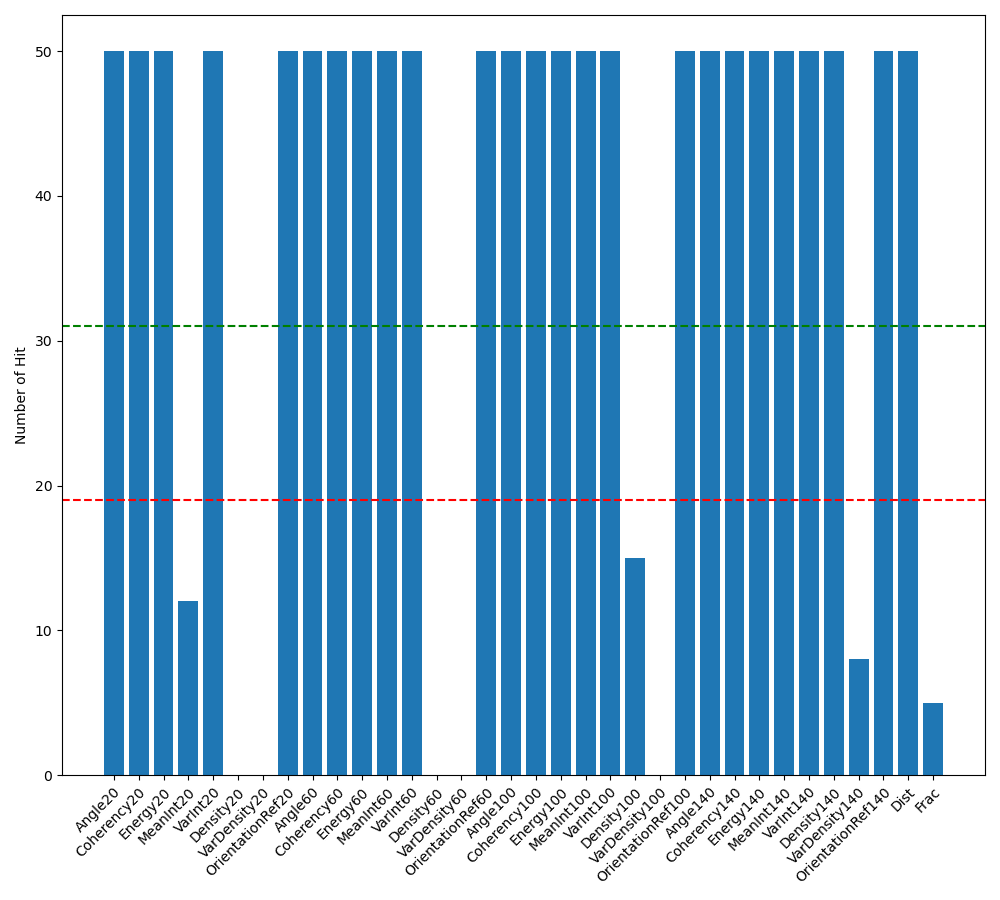 50
40
30
20
10
0
Number of Hit
Angle20
Coherency20
Energy20
MeanInt20
VarInt20
Density20
VarDensity20
OrientationRef20
Angle60
Coherency60
Energy60
MeanInt60
VarInt60
Density60
VarDensity60
OrientationRef60
Angle100
Coherency100
Energy100
MeanInt100
VarInt100
Density100
VarDensity100
OrientationRef100
Angle140
Coherency140
Energy140
MeanInt140
VarInt140
Density140
VarDensity140
OrientationRef140
Dist
Frac